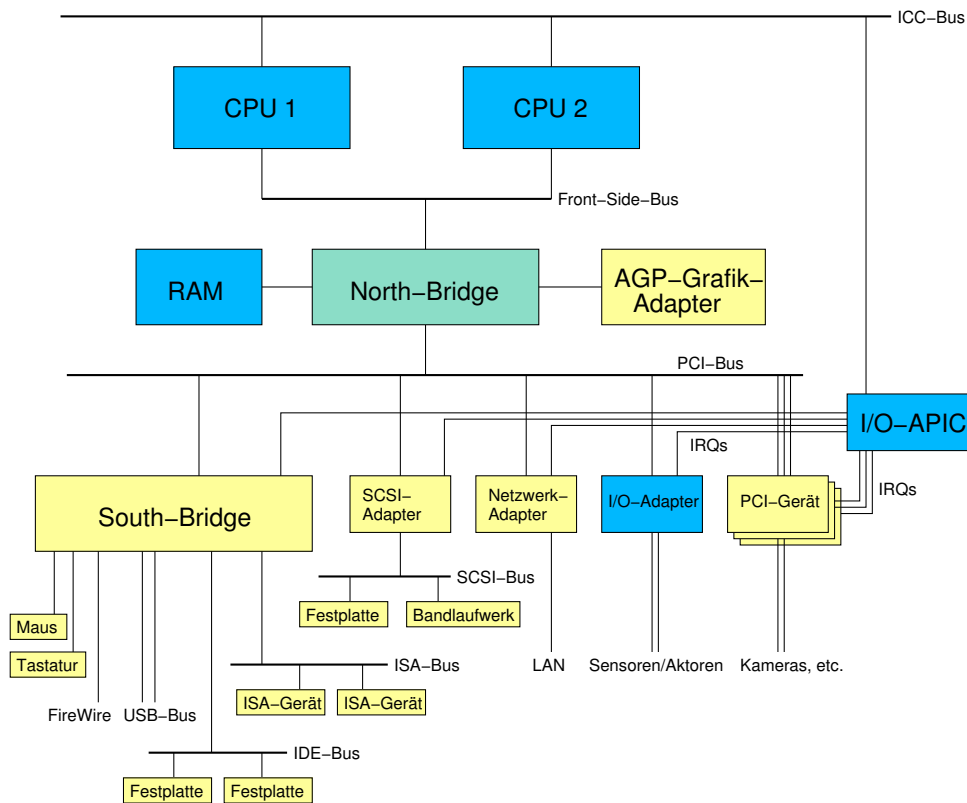 ICC–Bus
CPU 1
CPU 2
Front–Side–Bus
RAM
North–Bridge
AGP–Grafik–
Adapter
PCI–Bus
I/O–APIC
IRQs
IRQs
South–Bridge
SCSI–
Adapter
Netzwerk–
Adapter
I/O–Adapter
PCI–Gerät
SCSI–Bus
Festplatte
Bandlaufwerk
Maus
Tastatur
ISA–Bus
LAN
Sensoren/Aktoren
Kameras, etc.
ISA–Gerät
ISA–Gerät
FireWire
USB–Bus
IDE–Bus
Festplatte
Festplatte